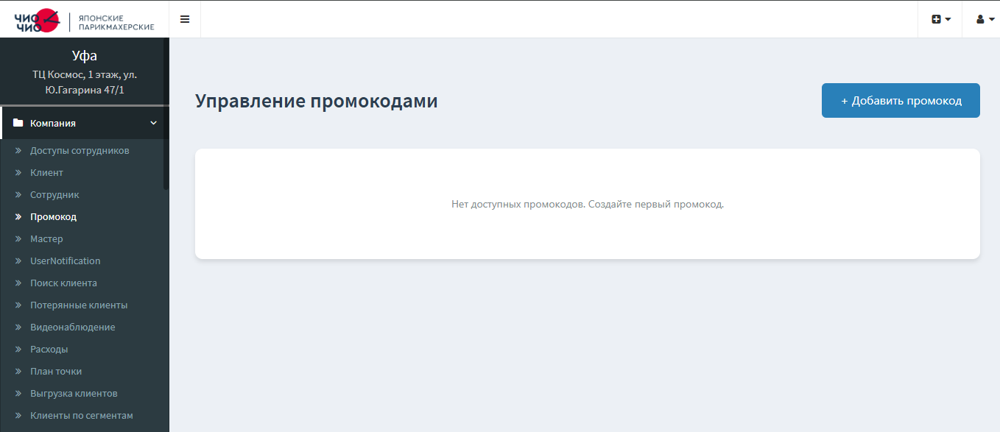 ЧИО
ЧИО
ЯПОНСКИЕ
ПАРИКМАХЕРСКИЕ
Уфа
ТЦ Космос, 1 этаж, ул.
Ю.Гагарина 47/1
Компания
Доступы сотрудников
Клиент
Сотрудник
Промокод
Мастер
UserNotification
Поиск клиента
Потерянные клиенты
Видеонаблюдение
Расходы
План точки
Выгрузка клиентов
Клиенты по сегментам
Управление промокодами
+ Добавить промокод
Нет доступных промокодов. Создайте первый промокод.